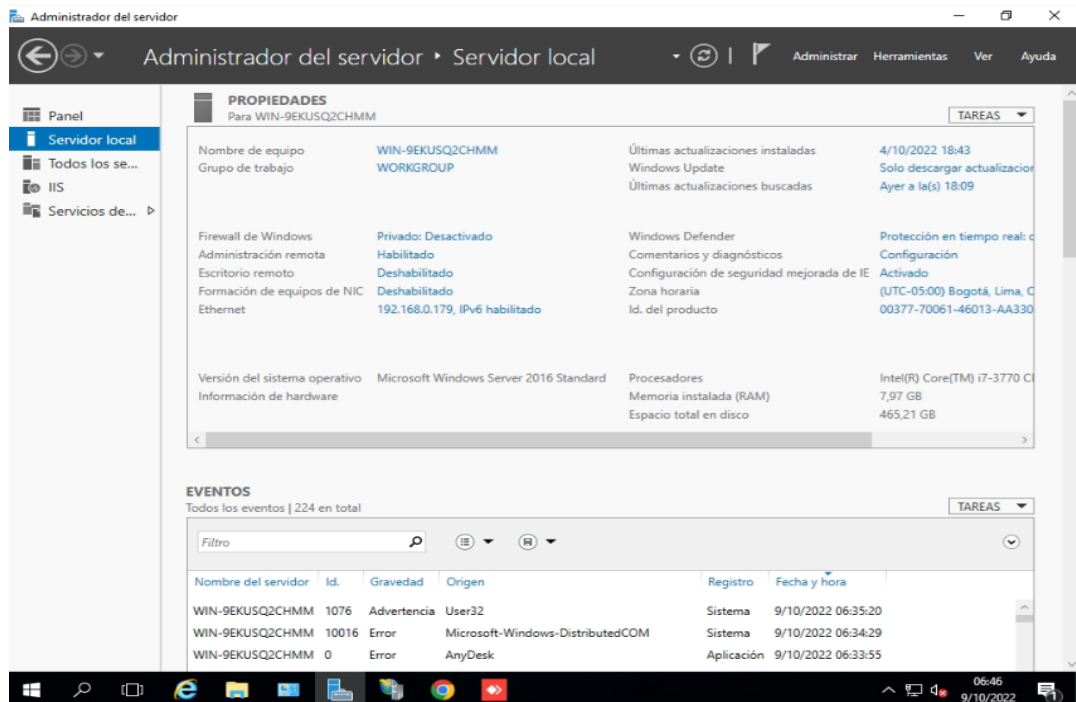 Administrador del servidor
Administrador del servidor ‣ Servidor local
Administrar Herramientas Ver Ayuda
Panel
Servidor local
Todos los se...
IIS
Servicios de...
PROPIEDADES
Para WIN-9EKUSQ2CHMM
TAREAS
Nombre de equipo WIN-9EKUSQ2CHMM Últimas actualizaciones instaladas 4/10/2022 18:43
Grupo de trabajo WORKGROUP Windows Update Solo descargar actualizacion
Últimas actualizaciones buscadas Ayer a la(s) 18:09
Firewall de Windows Privado: Desactivado Windows Defender Protección en tiempo real:
Administración remota Habilitado Comentarios y diagnósticos Configuración
Escritorio remoto Deshabilitado Configuración de seguridad mejorada de IE Activado
Formación de equipos de NIC Deshabilitado Zona horaria (UTC-05:00) Bogotá, Lima,
Ethernet 192.168.0.179, IPv6 habilitado Id. del producto 00377-70061-46013-AA330
Versión del sistema operativo Microsoft Windows Server 2016 Standard Procesadores Intel(R) Core(TM) i7-3770
Información de hardware Memoria instalada (RAM) 7,97 GB
Espacio total en disco 465,21 GB
EVENTOS
Todos los eventos | 224 en total
TAREAS
Filtro
Nombre del servidor Id. Gravedad Origen Registro Fecha y hora
WIN-9EKUSQ2CHMM 1076 Advertencia User32 Sistema 9/10/2022 06:35:20
WIN-9EKUSQ2CHMM 10016 Error Microsoft-Windows-DistributedCOM Sistema 9/10/2022 06:34:29
WIN-9EKUSQ2CHMM 0 Error AnyDesk Aplicación 9/10/2022 06:33:55
06:46
9/10/2022